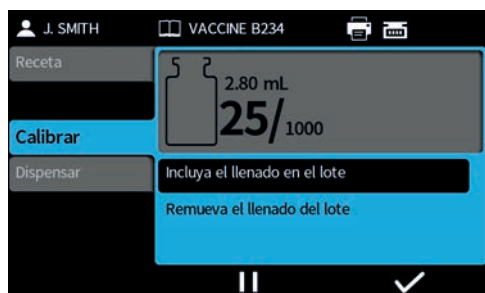 J. SMITH
VACCINE B234
Receta
Calibrar
Dispensar
2.80 mL
25/1000
Incluya el llenado en el lote
Remueva el llenado del lote